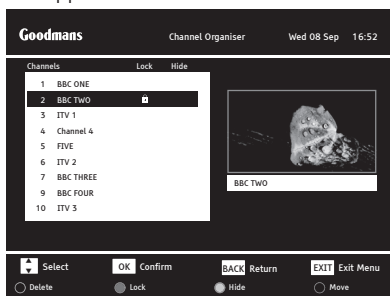 Goodmans Channel Organiser Wed 08 Sep 16:52
Channels Lock Hide
1 BBC ONE
2 BBC TWO
3 ITV 1
4 Channel 4
5 FIVE
6 ITV 2
7 BBC THREE
9 BBC FOUR
10 ITV 3
BBC TWO
Select OK Confirm BACK Return EXIT Exit Menu
Delete Lock Hide Move